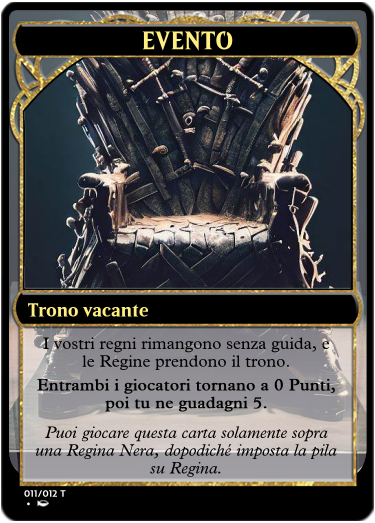 EVENTO
Trono vacante
I vostri regni rimangono senza guida, e
le Regine prendono il trono.
Entrambi i giocatori tornano a 0 Punti,
poi tu ne guadagni 5.
Puoi giocare questa carta solamente sopra
una Regina Nera, dopodiché imposta la pila
su Regina.
011/012 T